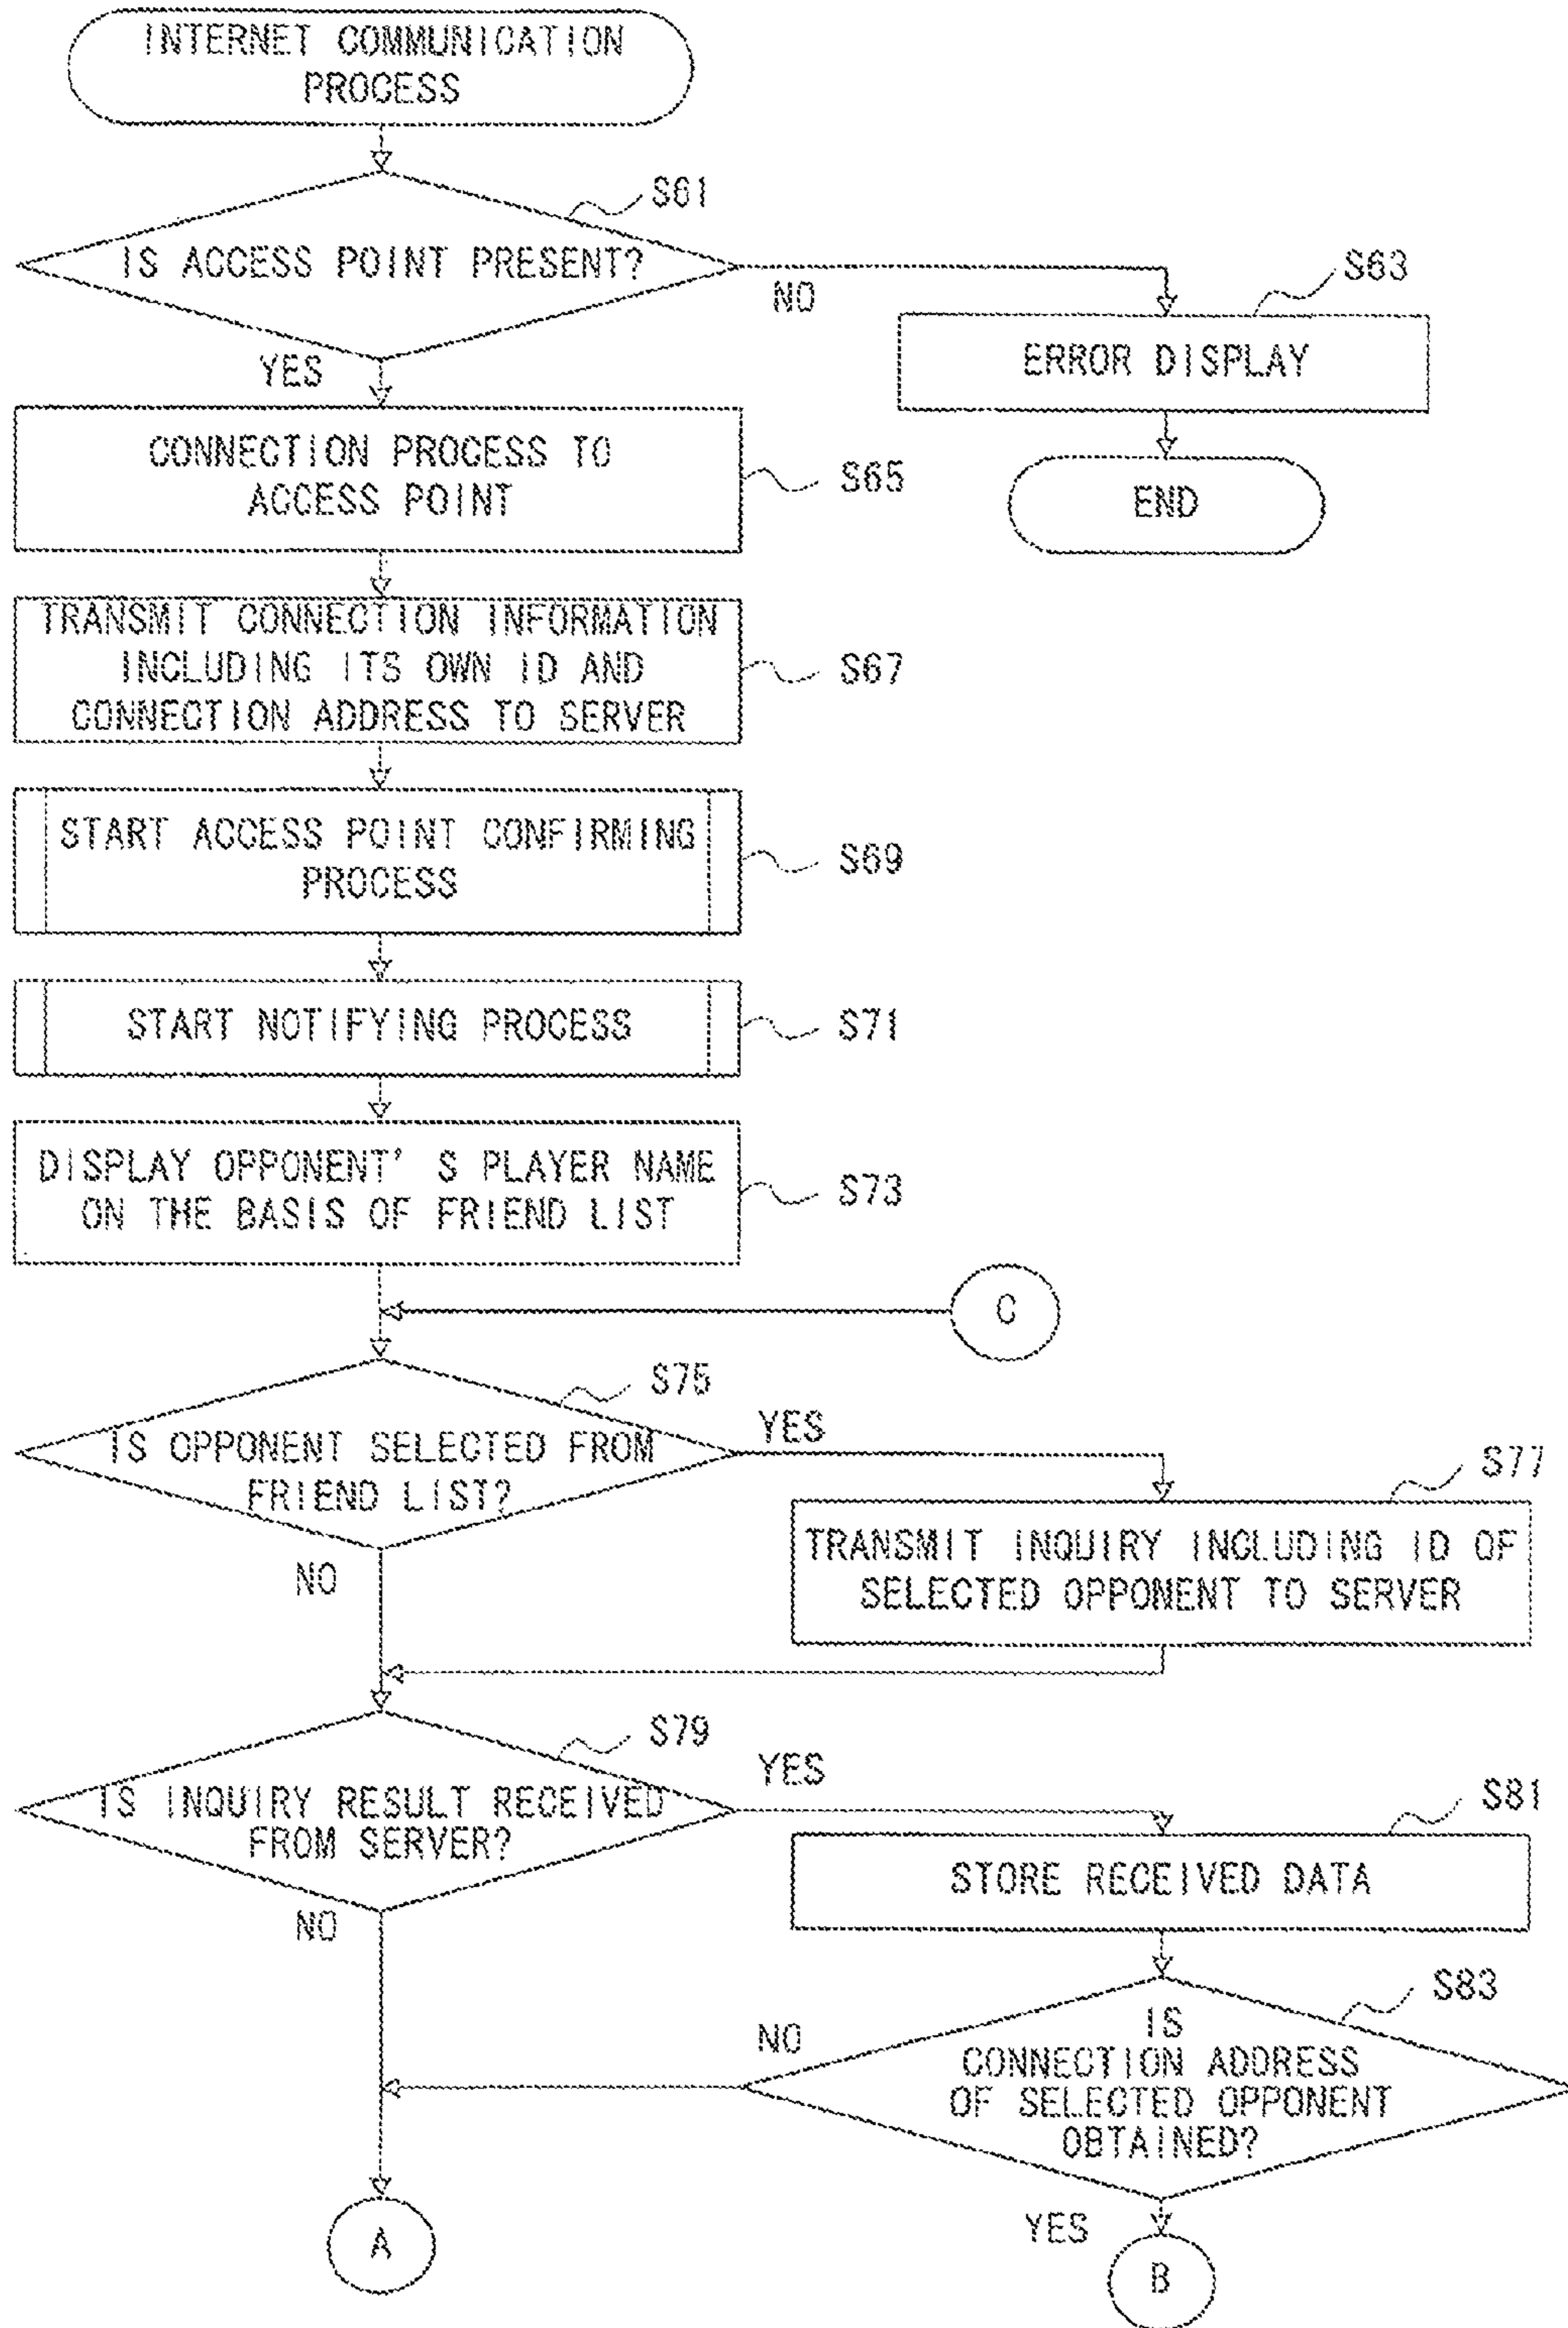 INTERNET COMMUNICATION
PROCESS
S61
IS ACCESS POINT PRESENT?
NO
YES
S63
ERROR DISPLAY
END
CONNECTION PROCESS TO
ACCESS POINT
S65
TRANSMIT CONNECTION INFORMATION
INCLUDING ITS OWN ID AND
CONNECTION ADDRESS TO SERVER
S67
START ACCESS POINT CONFIRMING
PROCESS
S69
START NOTIFYING PROCESS
S71
DISPLAY OPPONENT'S PLAYER NAME
ON THE BASIS OF FRIEND LIST
S73
C
S75
IS OPPONENT SELECTED FROM
FRIEND LIST?
YES
NO
S77
TRANSMIT INQUIRY INCLUDING ID OF
SELECTED OPPONENT TO SERVER
S79
IS INQUIRY RESULT RECEIVED
FROM SERVER?
YES
NO
S81
STORE RECEIVED DATA
S83
IS
CONNECTION ADDRESS
OF SELECTED OPPONENT
OBTAINED?
NO
YES
A
B